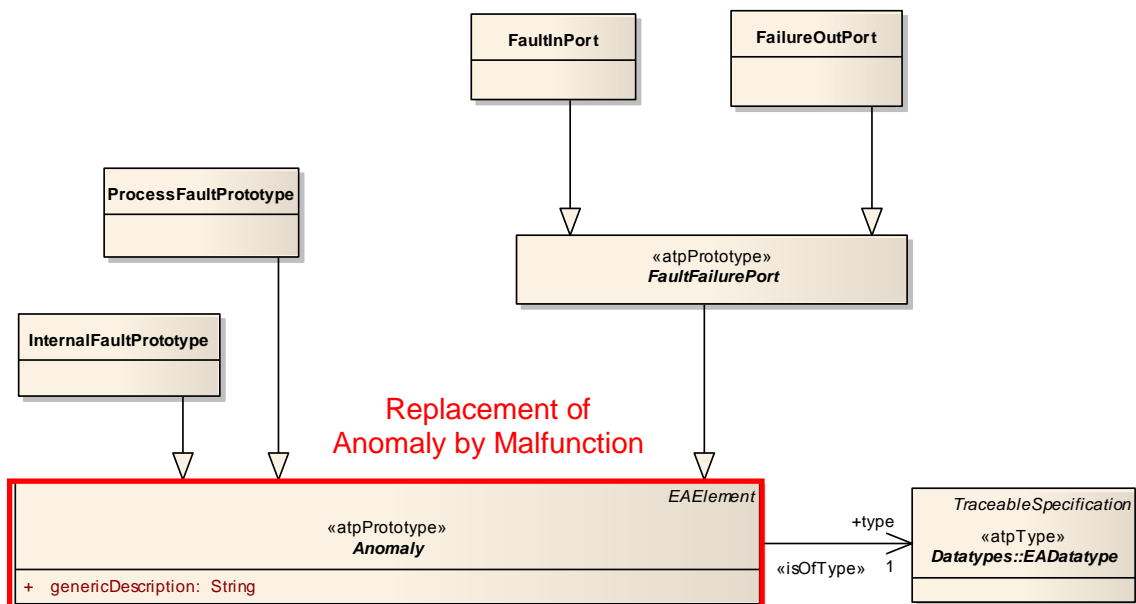 FaultInPort
FailureOutPort
ProcessFaultPrototype
«atpPrototype»
FaultFailurePort
InternalFaultPrototype
Replacement of
Anomaly by Malfunction
EAElement
«atpPrototype»
Anomaly
+ genericDescription: String
+type
«isOfType» 1
TraceableSpecification
«atpType»
Datatypes::EADatatype